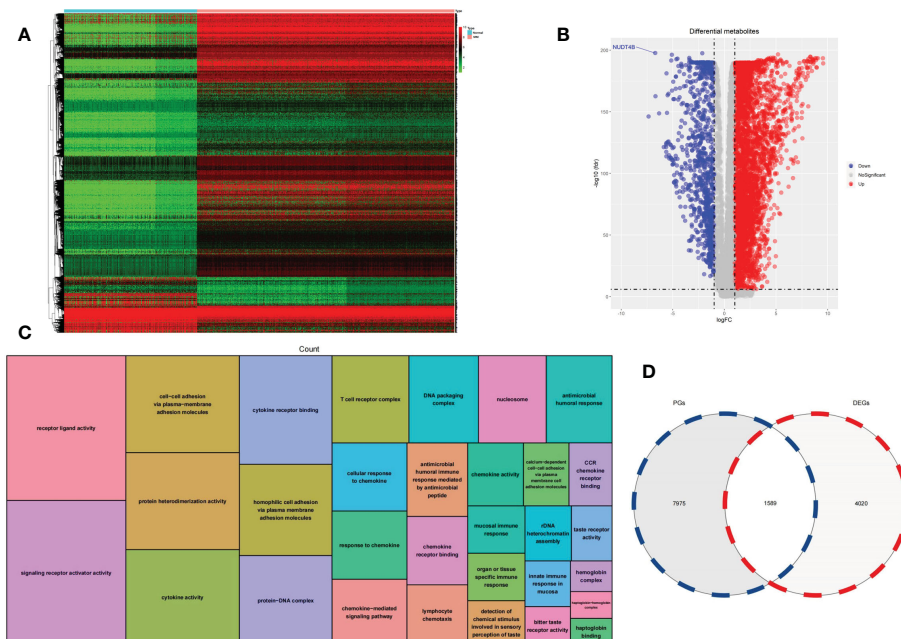 A
Type
Type
Normal
B
Differential metabolites
NUDT4B
200
150
100
50
0
-log10 (fdr)
-10
-5
0
5
10
logFC
Down
NoSignificant
Up
C
Count
receptor ligand activity
signaling receptor activator activity
cell−cell adhesion
via plasma−membrane
adhesion molecules
protein heterodimerization activity
cytokine activity
cytokine receptor binding
homophilic cell adhesion
via plasma membrane
adhesion molecules
protein−DNA complex
T cell receptor complex
DNA packaging
complex
nucleosome
antimicrobial
humoral response
cellular response
to chemokine
response to chemokine
chemokine−mediated
signaling pathway
antimicrobial
humoral immune
response mediated
by antimicrobial
peptide
chemokine
receptor binding
lymphocyte
chemotaxis
chemokine activity
calcium−dependent
cell−cell adhesion
via plasma
membrane cell
adhesion molecules
CCR
chemokine receptor
binding
mucosal immune
response
rDNA
heterochromatin
assembly
taste receptor
activity
organ or tissue
specific immune
response
innate immune
response in
mucosa
hemoglobin
complex
haptoglobin−hemoglobin
complex
detection of
chemical stimulus
involved in sensory
perception of taste
bitter taste
receptor activity
haptoglobin
binding
D
PGs
DEGs
7975
1589
4020